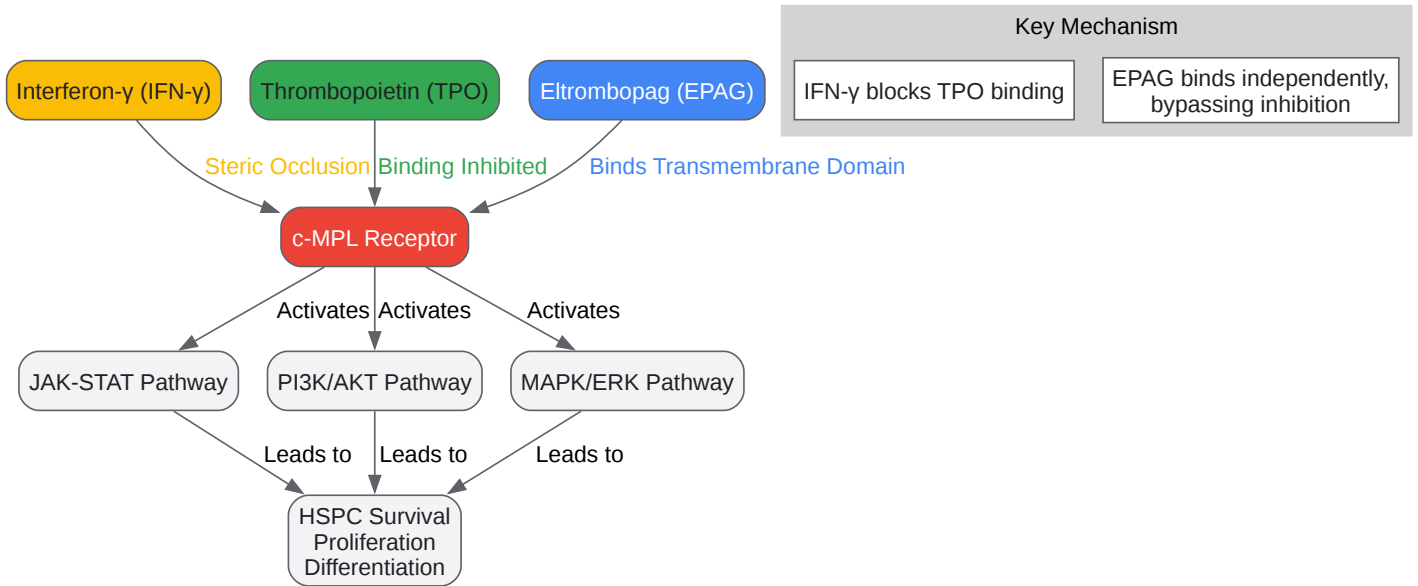 Key Mechanism
Interferon-γ (IFN-γ)
Thrombopoietin (TPO)
Eltrombopag (EPAG)
IFN-γ blocks TPO binding
EPAG binds independently,
bypassing inhibition
Steric Occlusion
Binding Inhibited
Binds Transmembrane Domain
c-MPL Receptor
Activates
Activates
Activates
JAK-STAT Pathway
PI3K/AKT Pathway
MAPK/ERK Pathway
Leads to
Leads to
Leads to
HSPC Survival
Proliferation
Differentiation